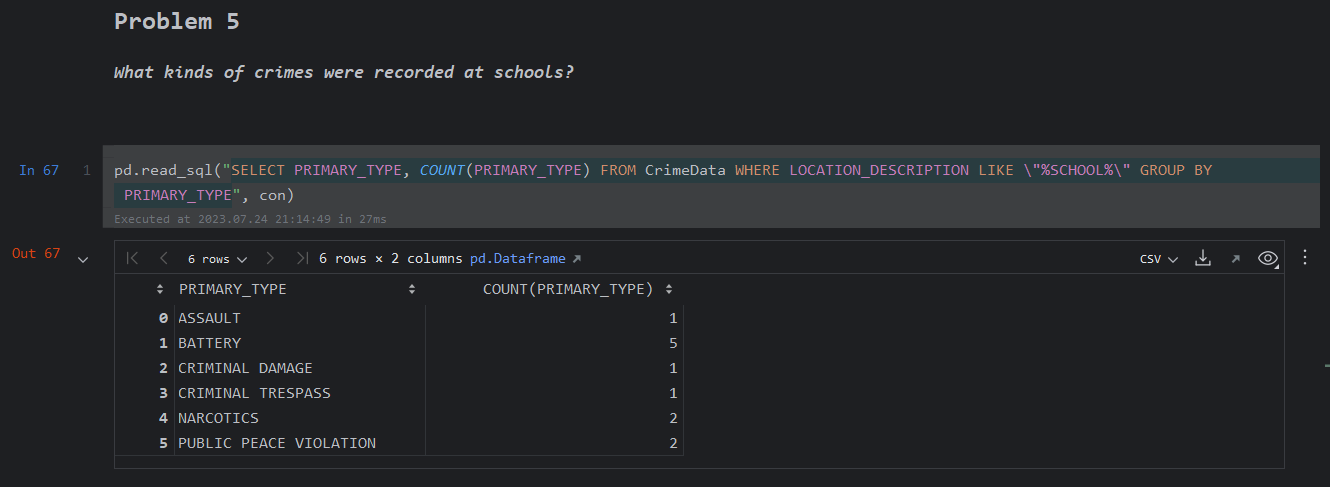 Problem 5
What kinds of crimes were recorded at schools?
In 67 1 pd.read_sql("SELECT PRIMARY_TYPE, COUNT(PRIMARY_TYPE) FROM CrimeData WHERE LOCATION_DESCRIPTION LIKE \"%SCHOOL%\" GROUP BY
PRIMARY_TYPE", con)
Executed at 2023.07.24 21:14:49 in 27ms
Out 67 6 rows 6 rows × 2 columns pd.Dataframe CSV
PRIMARY_TYPE COUNT(PRIMARY_TYPE)
0 ASSAULT 1
1 BATTERY 5
2 CRIMINAL DAMAGE 1
3 CRIMINAL TRESPASS 1
4 NARCOTICS 2
5 PUBLIC PEACE VIOLATION 2